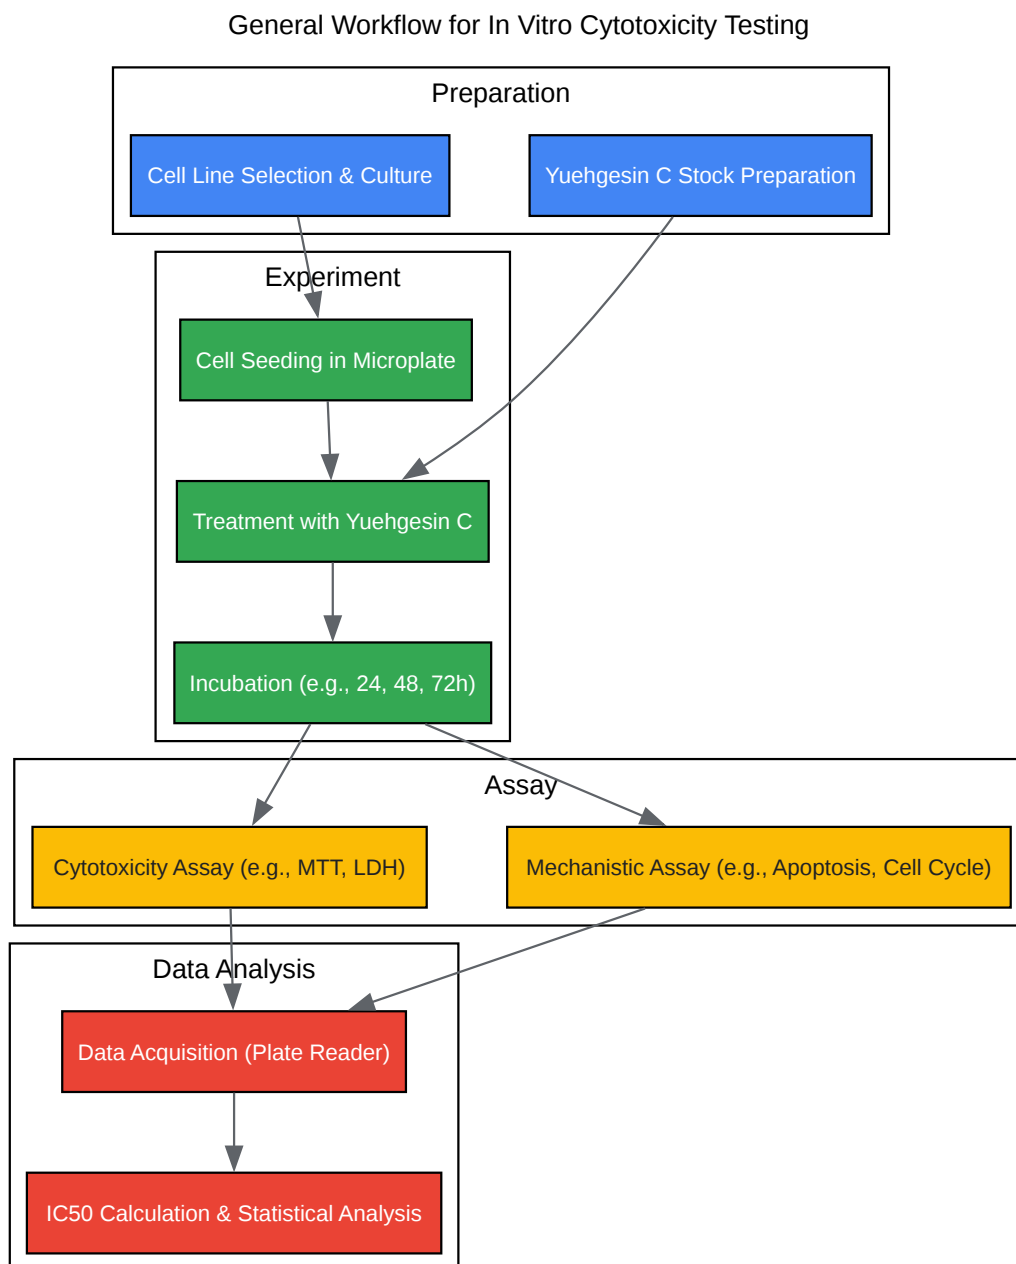 General Workflow for In Vitro Cytotoxicity Testing
Preparation
Cell Line Selection & Culture
Yuehgesin C Stock Preparation
Experiment
Cell Seeding in Microplate
Treatment with Yuehgesin C
Incubation (e.g., 24, 48, 72h)
Assay
Cytotoxicity Assay (e.g., MTT, LDH)
Mechanistic Assay (e.g., Apoptosis, Cell Cycle)
Data Analysis
Data Acquisition (Plate Reader)
IC50 Calculation & Statistical Analysis